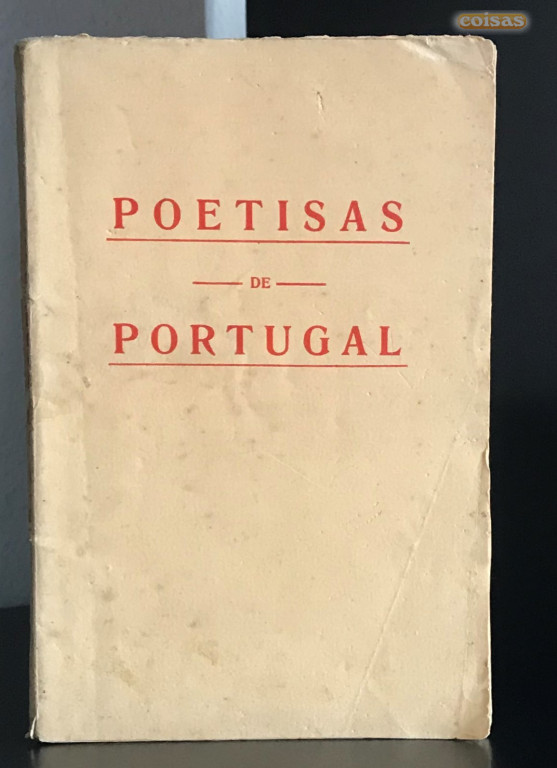 coisas
POETISAS
DE
PORTUGAL